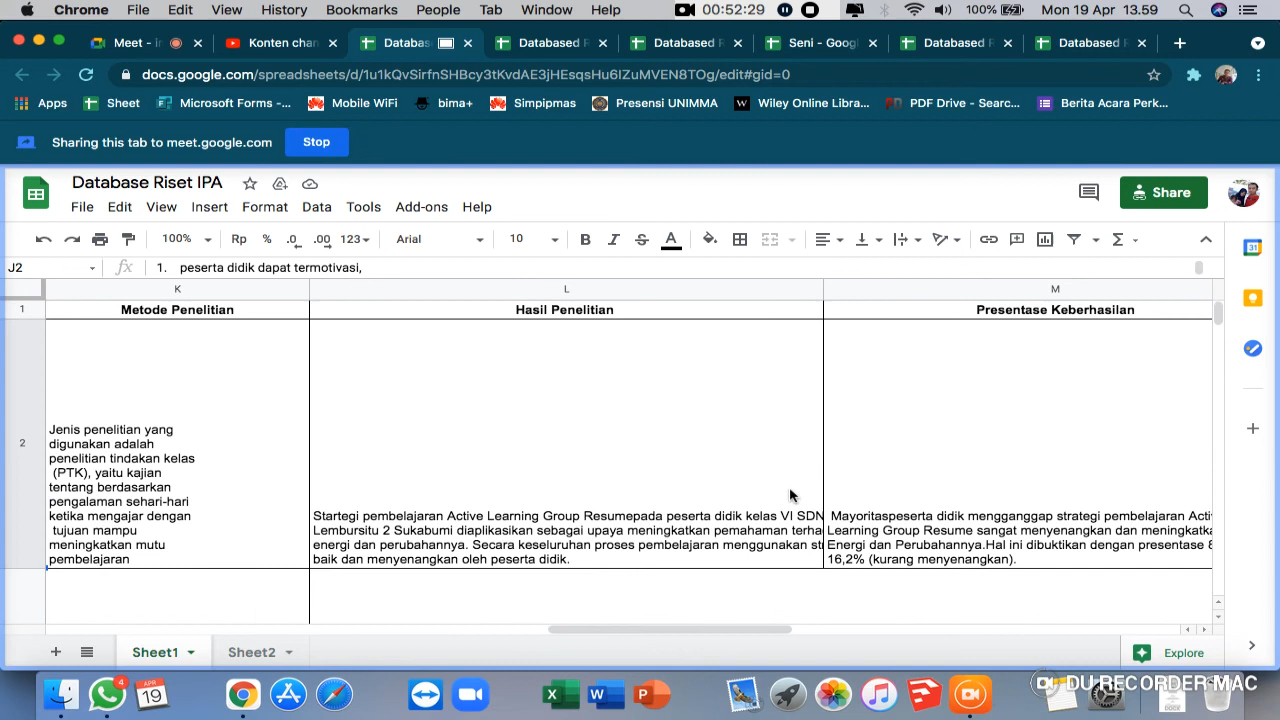 Chrome File Edit View History Bookmarks People Tab Window Help 00:52:29 100% Mon 19 Apr 13.59
Meet - i Konten chan Databas Databased R Databased R Seni - Googl Databased R Databased R
docs.google.com/spreadsheets/d/1u1kQvSirfnSHBcy3tKvdAE3jHEsqsHu6IZuMVEN8TOg/edit#gid=0
Apps Sheet Microsoft Forms -... Mobile WiFi bima+ Simpipmas Presensi UNIMMA Wiley Online Libra... PDF Drive - Searc... Berita Acara Perk...
Sharing this tab to meet.google.com Stop
Database Riset IPA
Share
File Edit View Insert Format Data Tools Add-ons Help
100% Rp % .0 .00 123 Arial 10 B I S A
J2 fx 1. peserta didik dapat termotivasi,
K L M
1 Metode Penelitian Hasil Penelitian Presentase Keberhasilan
2
Jenis penelitian yang
digunakan adalah
penelitian tindakan kelas
(PTK), yaitu kajian
tentang berdasarkan
pengalaman sehari-hari
ketika mengajar dengan
tujuan mampu
meningkatkan mutu
pembelajaran
Startegi pembelajaran Active Learning Group Resumepada peserta didik kelas VI SDN
Lembursitu 2 Sukabumi diaplikasikan sebagai upaya meningkatkan pemahaman terha
energi dan perubahannya. Secara keseluruhan proses pembelajaran menggunakan st
baik dan menyenangkan oleh peserta didik.
Mayoritaspeserta didik mengganggap strategi pembelajaran Acti
Learning Group Resume sangat menyenangkan dan meningkatka
Energi dan Perubahannya.Hal ini dibuktikan dengan presentase 8
16,2% (kurang menyenangkan).
Sheet1 Sheet2 Explore
4 APR 19
DU RECORDER MAC